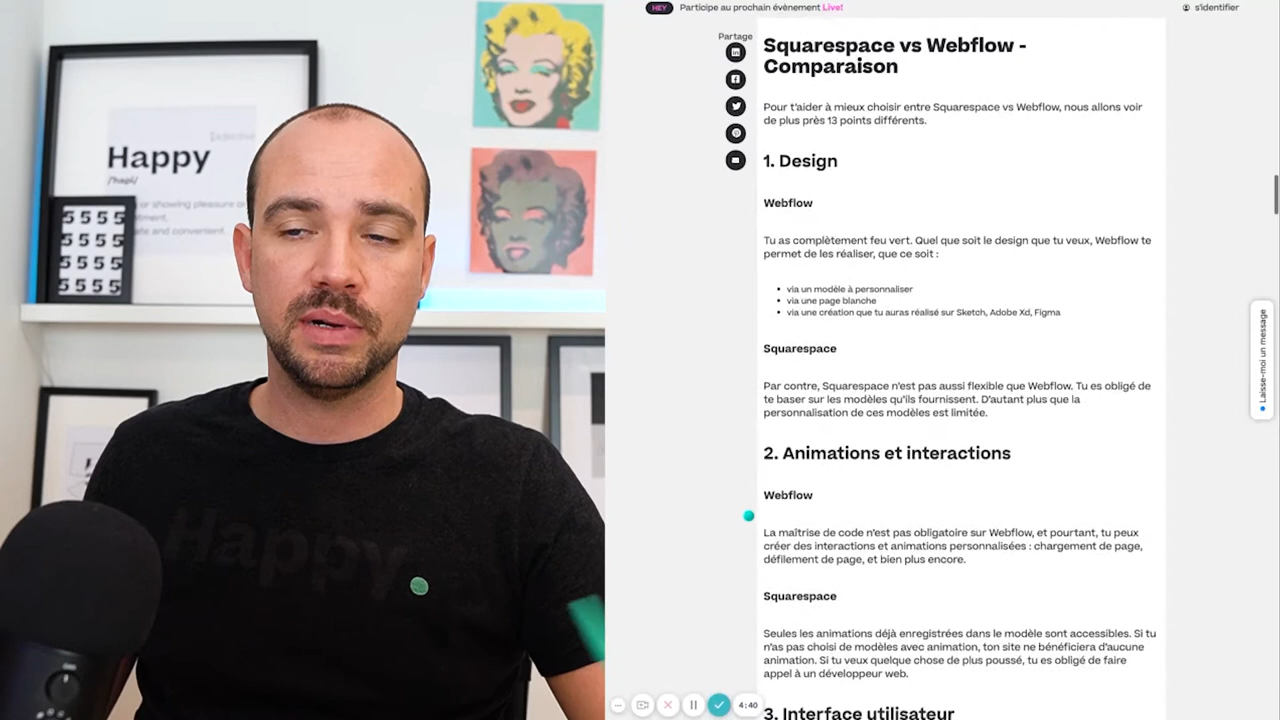 HEY Participe au prochain évènement Live!
s'identifier
Partage
Squarespace vs Webflow -
Comparaison
Pour t'aider à mieux choisir entre Squarespace vs Webflow, nous allons voir
de plus près 13 points différents.
1. Design
Webflow
Tu as complètement feu vert. Quel que soit le design que tu veux, Webflow te
permet de les réaliser, que ce soit :
• via un modèle à personnaliser
• via une page blanche
• via une création que tu auras réalisé sur Sketch, Adobe Xd, Figma
Squarespace
Par contre, Squarespace n'est pas aussi flexible que Webflow. Tu es obligé de
te baser sur les modèles qu'ils fournissent. D'autant plus que la
personnalisation de ces modèles est limitée.
2. Animations et interactions
Webflow
La maîtrise de code n'est pas obligatoire sur Webflow, et pourtant, tu peux
créer des interactions et animations personnalisées : chargement de page,
défilement de page, et bien plus encore.
Squarespace
Seules les animations déjà enregistrées dans le modèle sont accessibles. Si tu
n'as pas choisi de modèles avec animation, ton site ne bénéficiera d'aucune
animation. Si tu veux quelque chose de plus poussé, tu es obligé de faire
appel à un développeur web.
3. Interface utilisateur
Laisse-moi un message
4:40
(adjective)
Happy
/'hapi/
or showing pleasure or
ate and convenient.
5555
5555
5555
5555
Happy